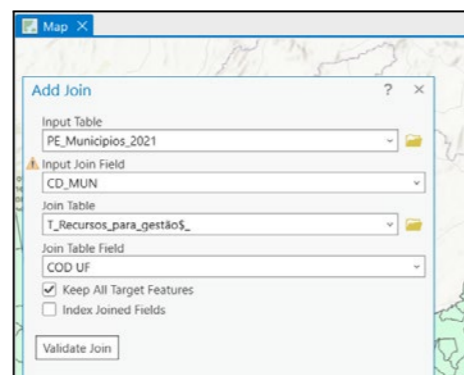 Map
Add Join
? ×
Input Table
PE_Municipios_2021
Input Join Field
CD_MUN
Join Table
T_Recursos_para_gestão$_
Join Table Field
COD UF
Keep All Target Features
Index Joined Fields
Validate Join